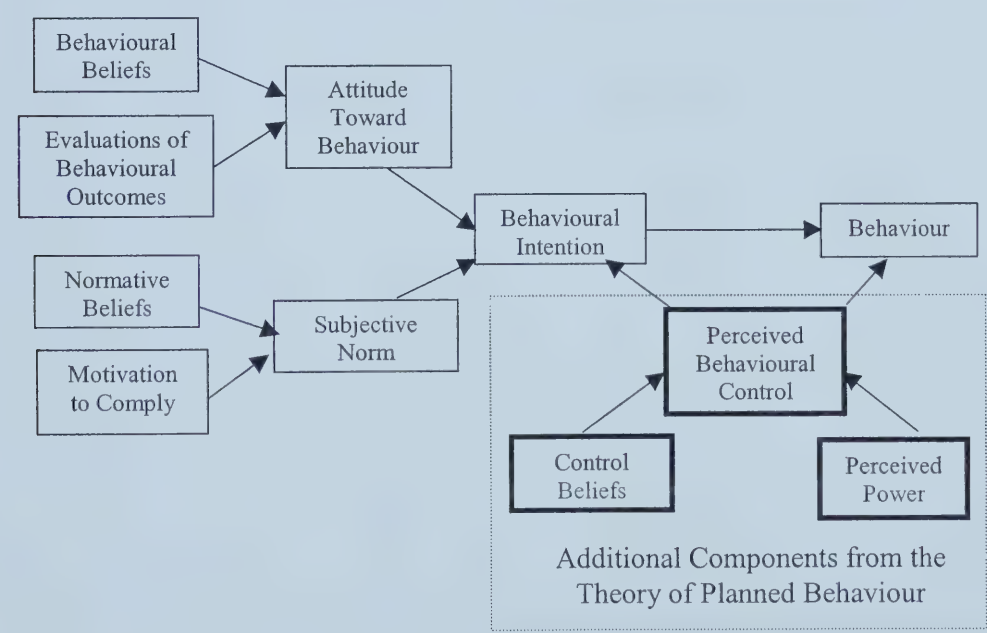 Behavioural
Beliefs
Evaluations of
Behavioural
Outcomes
Attitude
Toward
Behaviour
Normative
Beliefs
Motivation
to Comply
Subjective
Norm
Behavioural
Intention
Behaviour
Perceived
Behavioural
Control
Control
Beliefs
Perceived
Power
Additional Components from the
Theory of Planned Behaviour